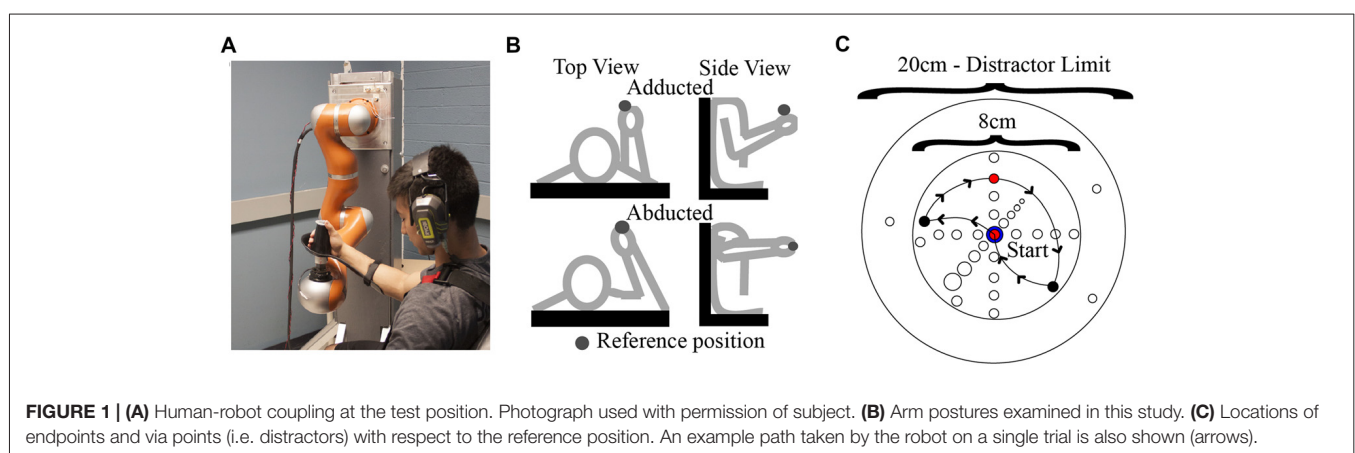 A
B
C
Top View
Side View
Adducted
Abducted
Reference position
20cm - Distractor Limit
8cm
Start
FIGURE 1 | (A) Human-robot coupling at the test position. Photograph used with permission of subject. (B) Arm postures examined in this study. (C) Locations of
endpoints and via points (i.e. distractors) with respect to the reference position. An example path taken by the robot on a single trial is also shown (arrows).